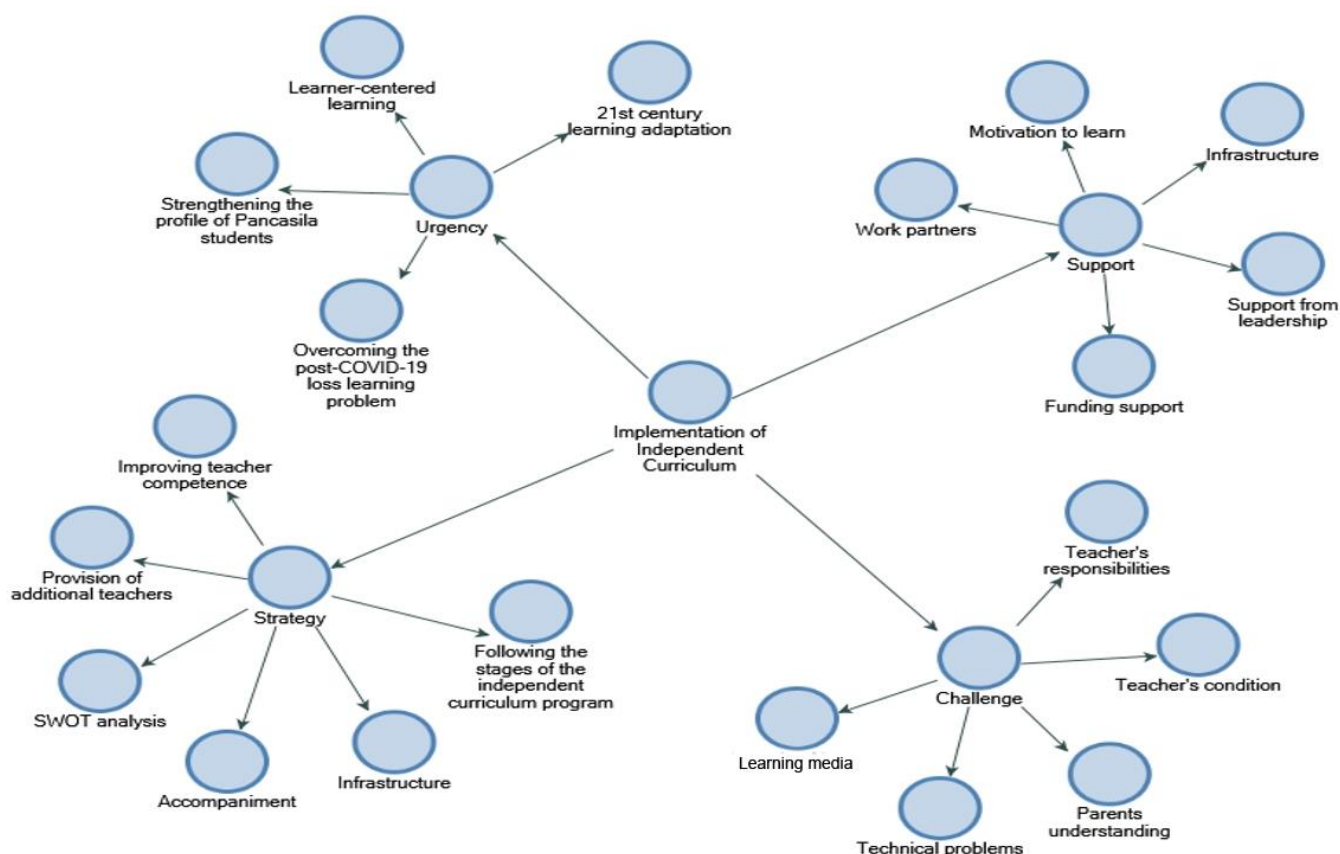 Learner-centered
learning
21st century
learning adaptation
Strengthening the
profile of Pancasila
students
Urgency
Overcoming the
post-COVID-19
loss learning
problem
Motivation to learn
Infrastructure
Work partners
Support
Support from
leadership
Funding support
Implementation of
Independent
Curriculum
Improving teacher
competence
Provision of
additional teachers
Strategy
SWOT analysis
Accompaniment
Infrastructure
Following the
stages of the
independent
curriculum program
Teacher's
responsibilities
Teacher's condition
Challenge
Learning media
Technical problems
Parents
understanding